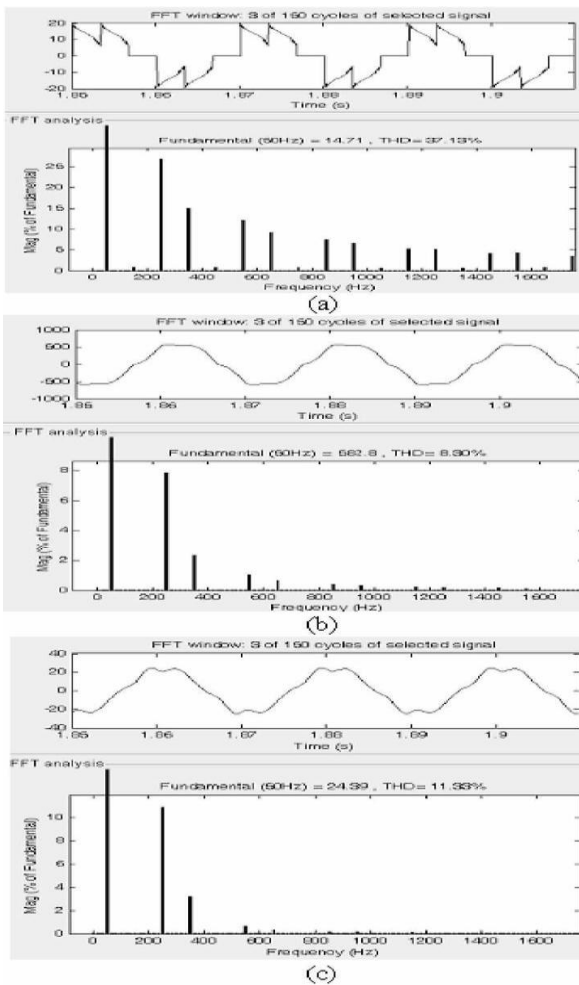 FFT window: 3 of 150 cycles of selected signal
20
10
0
-10
-20
1.85 1.86 1.87 1.88 1.89 1.9
Time (s)
FFT analysis
Fundamental (50Hz) = 14.71 , THD= 37.13%
Mag (% of Fundamental)
25
20
15
10
5
0
0 200 400 600 800 1000 1200 1400 1600
Frequency (Hz)
(a)
FFT window: 3 of 150 cycles of selected signal
1000
500
0
-500
-1000
1.85 1.86 1.87 1.88 1.89 1.9
Time (s)
FFT analysis
Fundamental (50Hz) = 562.8 , THD= 8.30%
Mag (% of Fundamental)
8
6
4
2
0
0 200 400 600 800 1000 1200 1400 1600
Frequency (Hz)
(b)
FFT window: 3 of 150 cycles of selected signal
40
20
0
-20
-40
1.85 1.86 1.87 1.88 1.89 1.9
Time (s)
FFT analysis
Fundamental (50Hz) = 24.39 , THD= 11.33%
Mag (% of Fundamental)
10
8
6
4
2
0
0 200 400 600 800 1000 1200 1400 1600
Frequency (Hz)
(c)